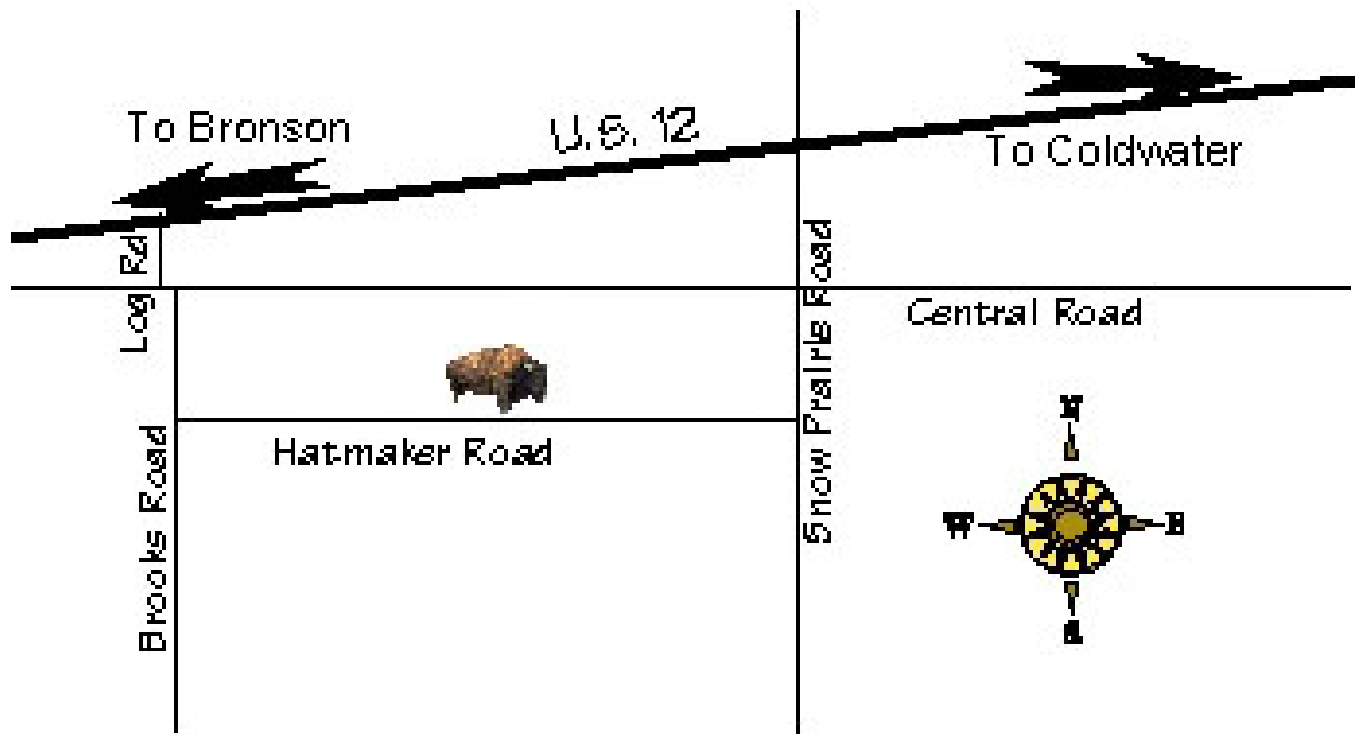 To Bronson
U.S. 12
To Coldwater
Log Rd
Snow Prairie Road
Central Road
Hatmaker Road
Brooks Road
N
W
E
S